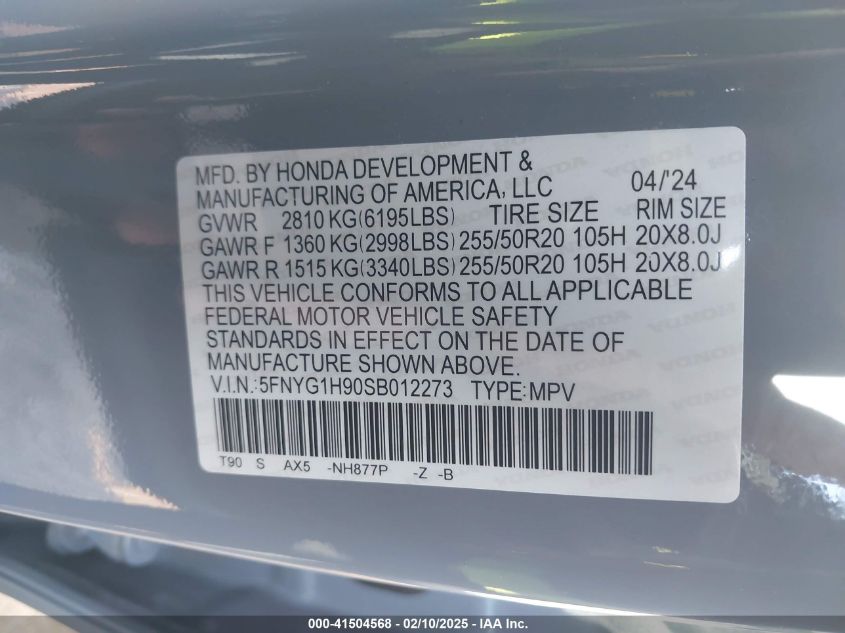 MFD. BY HONDA DEVELOPMENT &
MANUFACTURING OF AMERICA, LLC 04/'24
GVWR 2810 KG(6195LBS) TIRE SIZE RIM SIZE
GAWR F 1360 KG(2998LBS) 255/50R20 105H 20X8.0J
GAWR R 1515 KG(3340LBS) 255/50R20 105H 20X8.0J
THIS VEHICLE CONFORMS TO ALL APPLICABLE
FEDERAL MOTOR VEHICLE SAFETY
STANDARDS IN EFFECT ON THE DATE OF
MANUFACTURE SHOWN ABOVE.
V.I.N.:5FNYG1H90SB012273 TYPE:MPV
T90 S AX5 -NH877P -Z -B
000-41504568 - 02/10/2025 - IAA Inc.